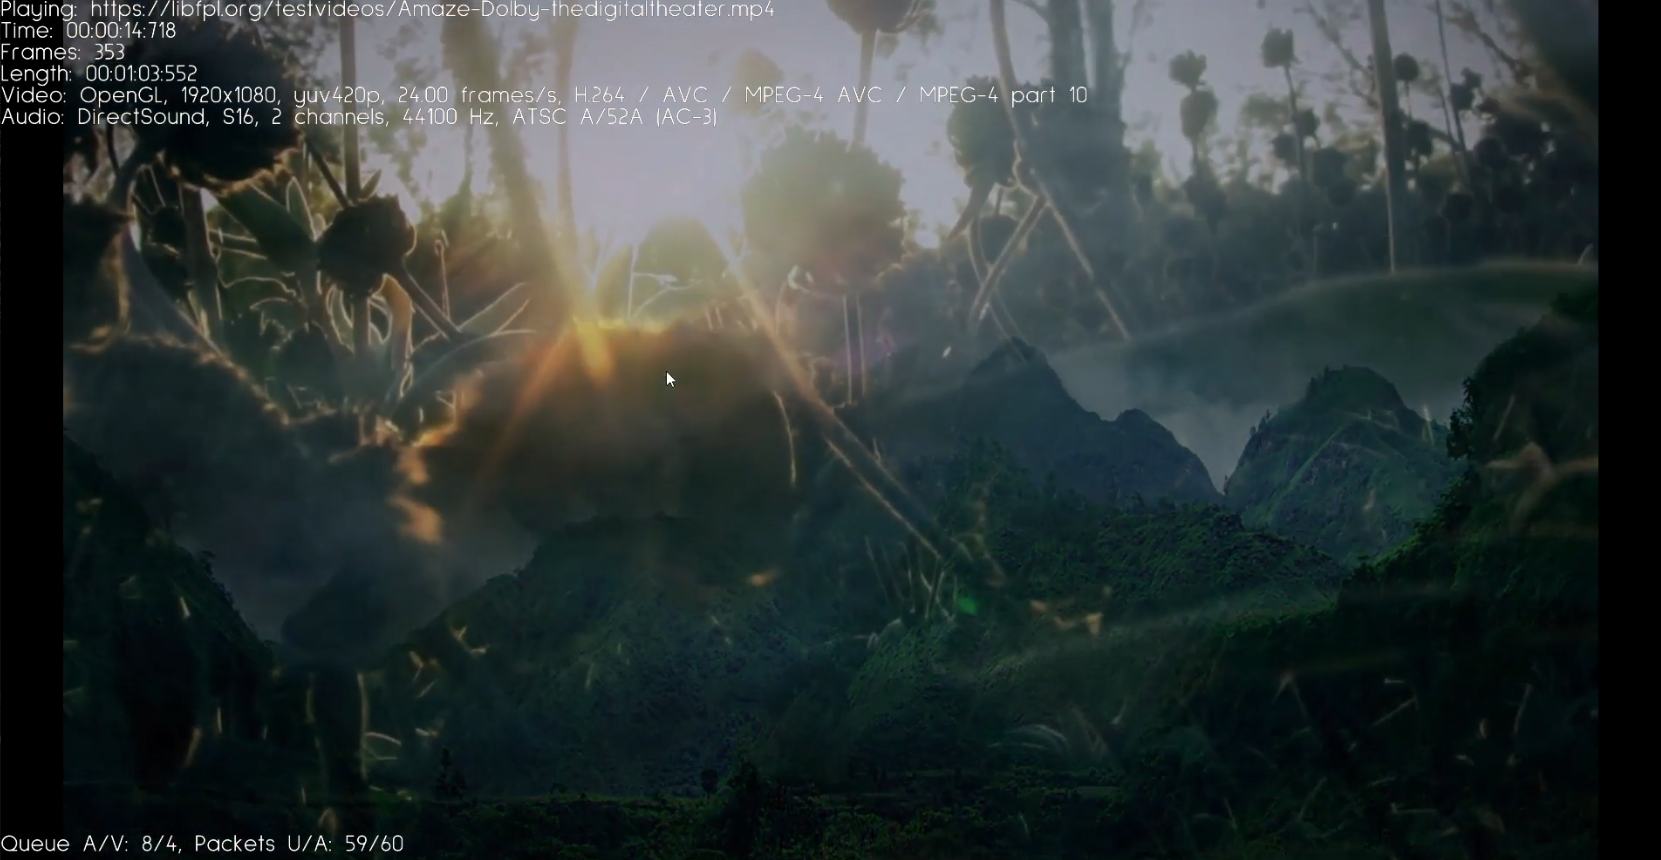 Playing: https://libfpl.org/testvideos/Amaze-Dolby-thedigitaltheater.mp4
Time: 00:00:14:718
Frames: 353
Length: 00:01:03:552
Video: OpenGL, 1920x1080, yuv420p, 24.00 frames/s, H.264 / AVC / MPEG-4 AVC / MPEG-4 part 10
Audio: DirectSound, S16, 2 channels, 44100 Hz, ATSC A/52A (AC-3)
Queue A/V: 8/4, Packets U/A: 59/60